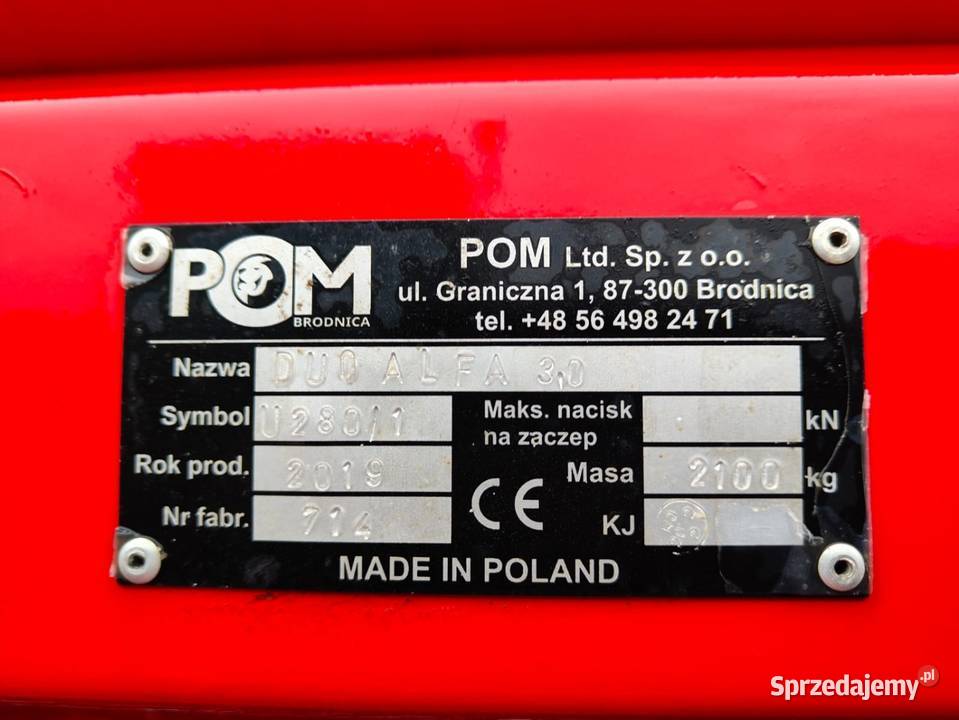 POM
BRODNICA
POM Ltd. Sp. z o.o.
ul. Graniczna 1, 87-300 Brodnica
tel. +48 56 498 24 71
Nazwa DUO ALFA 3,0
Symbol U280/1
Maks. nacisk na zaczep kN
Rok prod. 2019
Masa 2100 kg
Nr fabr. 714
KJ
CE
MADE IN POLAND
Sprzedajemy.pl